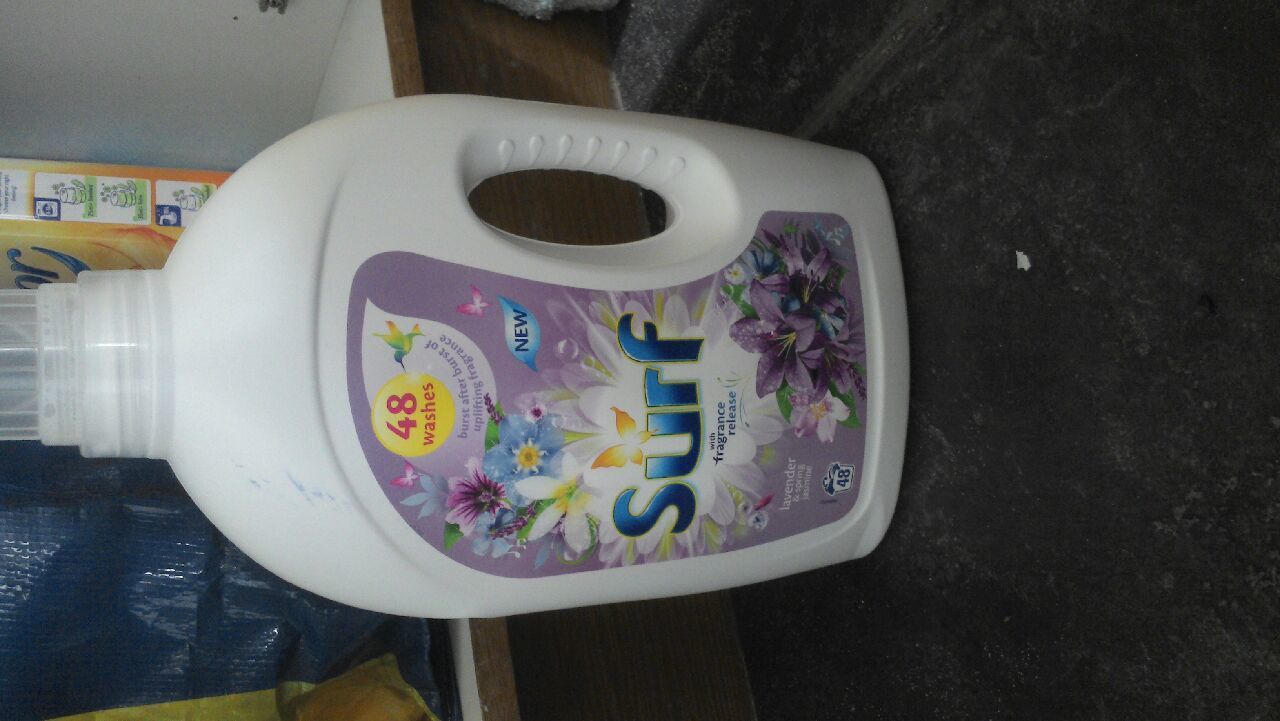 48
washes
burst after burst of
uplifting fragrance
NEW
Surf
with
fragrance
release
lavender
& spring
jasmine
48